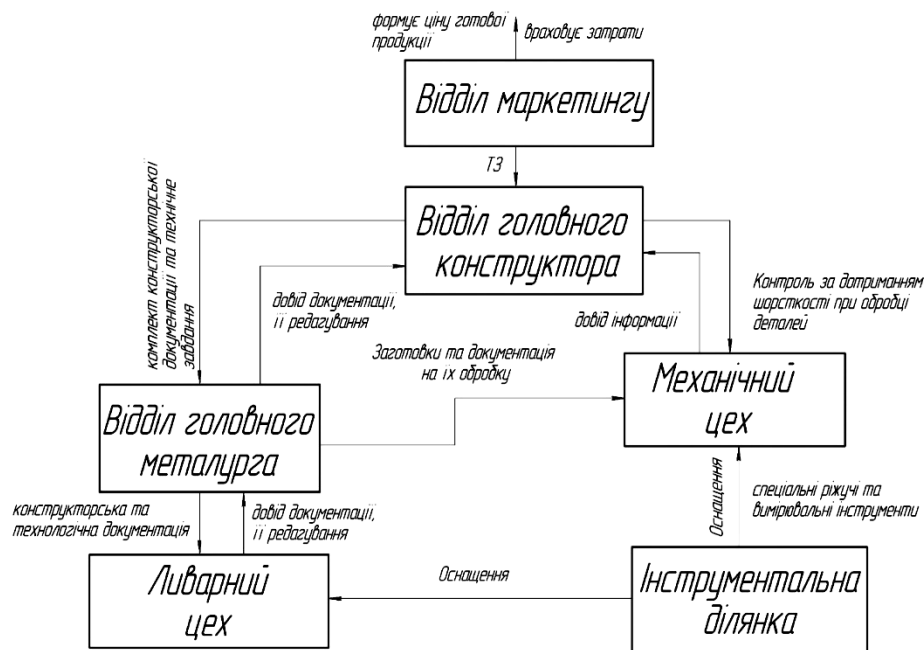 формує ціну готової
продукції
враховує затрати
Відділ маркетингу
ТЗ
Відділ головного
конструктора
комплект конструкторської
документації та технічне
завдання
довід документації,
її редагування
довід інформації
Контроль за дотриманням
шорсткості при обробці
деталей
Заготовки та документація
на їх обробку
Механічний
цех
Відділ головного
металурга
конструкторська та
технологічна документація
довід документації,
її редагування
Оснащення
спеціальні ріжучі та
вимірювальні інструменти
Ливарний
цех
Оснащення
Інструментальна
ділянка